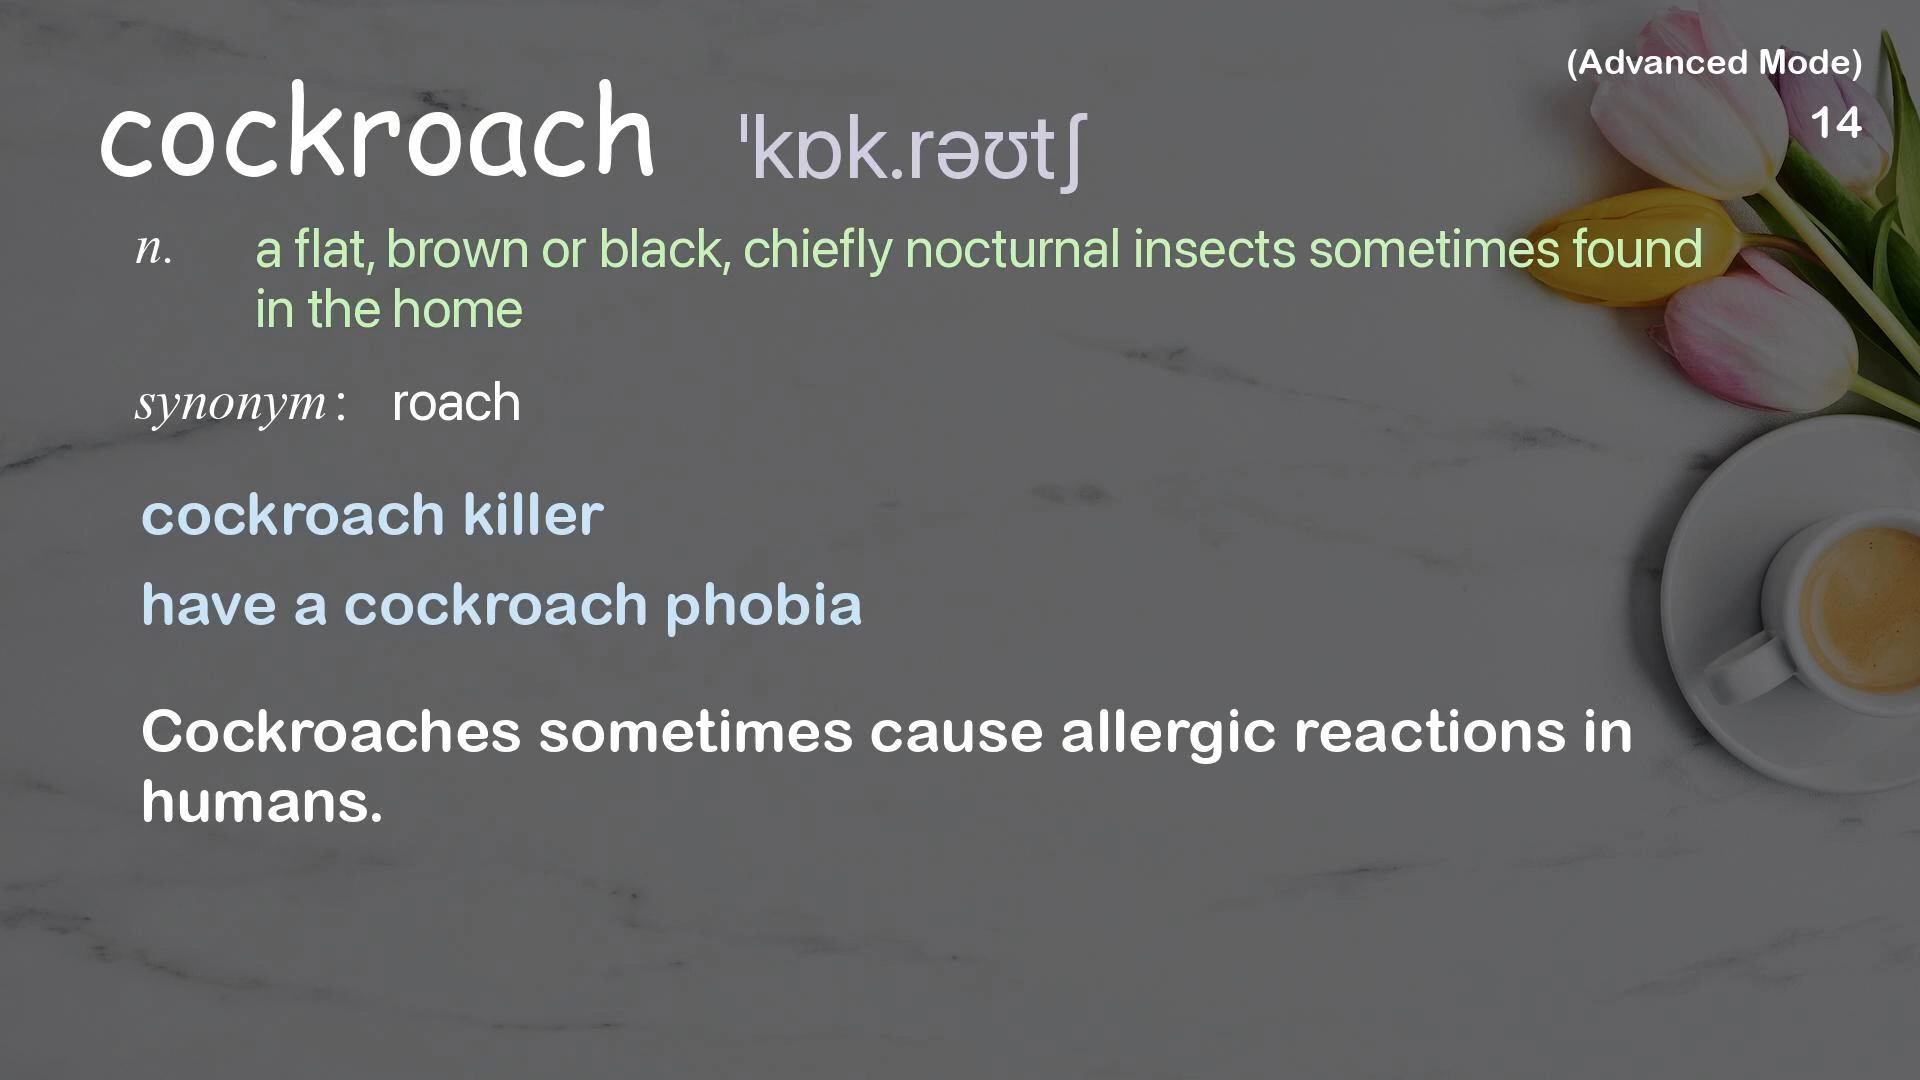 (Advanced Mode)
14
cockroach ˈkɒk.rəʊtʃ
n. a flat, brown or black, chiefly nocturnal insects sometimes found
in the home
synonym: roach
cockroach killer
have a cockroach phobia
Cockroaches sometimes cause allergic reactions in
humans.